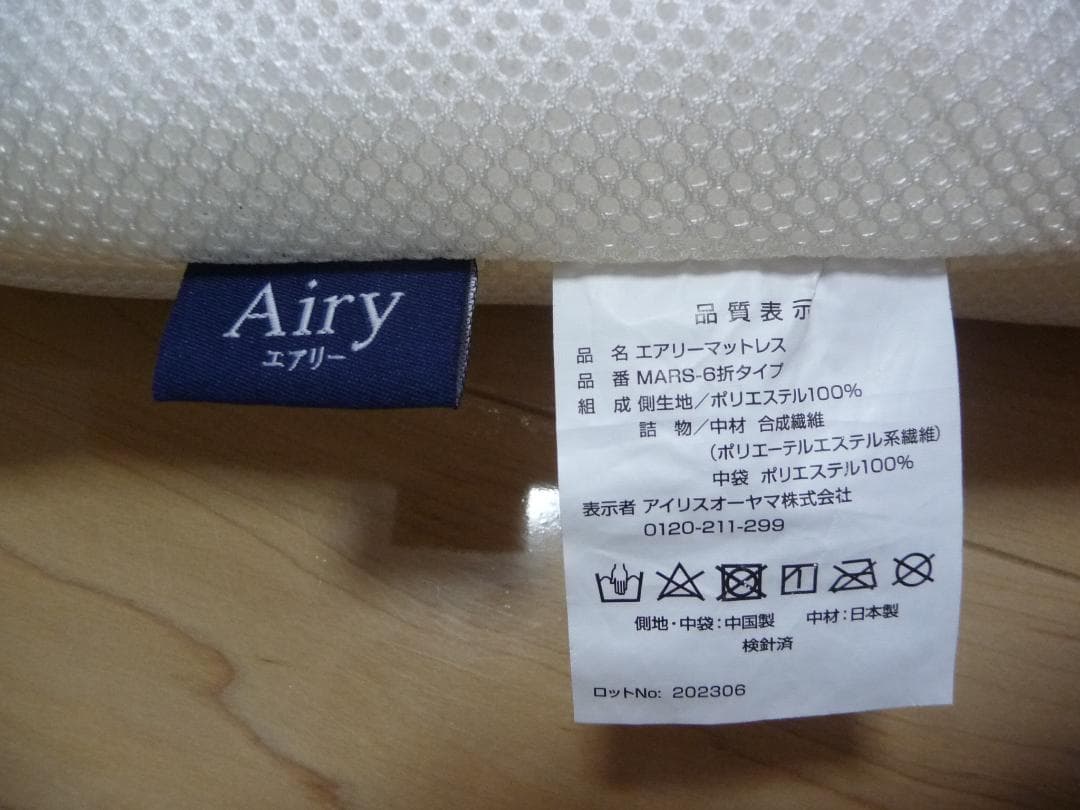 Airy
エアリー
品質表示
品 名 エアリーマットレス
品 番 MARS-6折タイプ
組 成 側生地／ポリエステル100%
詰 物／中材 合成繊維
(ポリエーテルエステル系繊維)
中袋 ポリエステル100%
表示者 アイリスオーヤマ株式会社
0120-211-299
側地・中袋：中国製 中材：日本製
検針済
ロットNo: 202306